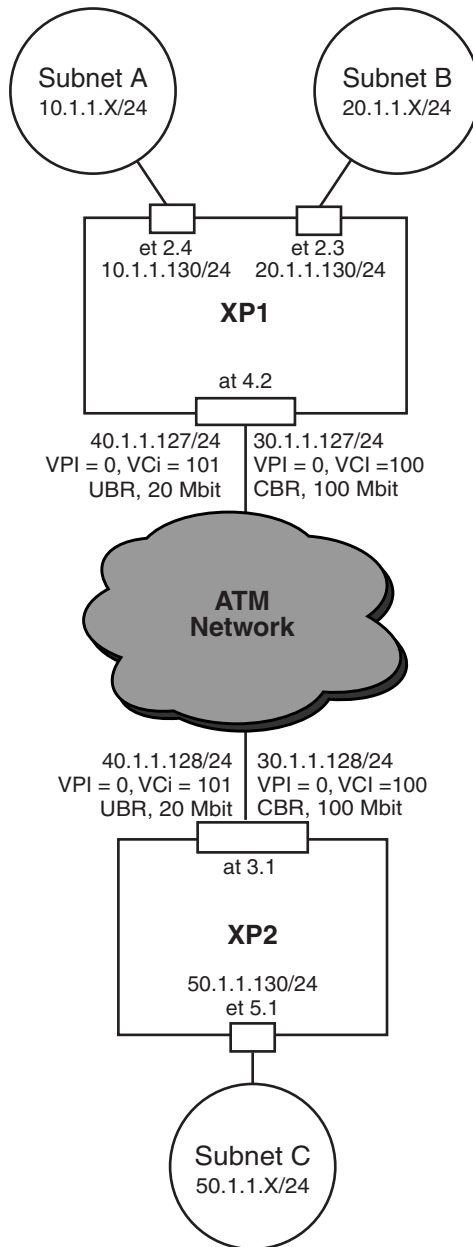 Subnet A
10.1.1.X/24
Subnet B
20.1.1.X/24
et 2.4
10.1.1.130/24
et 2.3
20.1.1.130/24
XP1
at 4.2
40.1.1.127/24
VPI = 0, VCi = 101
UBR, 20 Mbit
30.1.1.127/24
VPI = 0, VCI =100
CBR, 100 Mbit
ATM
Network
40.1.1.128/24
VPI = 0, VCi = 101
UBR, 20 Mbit
30.1.1.128/24
VPI = 0, VCI =100
CBR, 100 Mbit
at 3.1
XP2
50.1.1.130/24
et 5.1
Subnet C
50.1.1.X/24